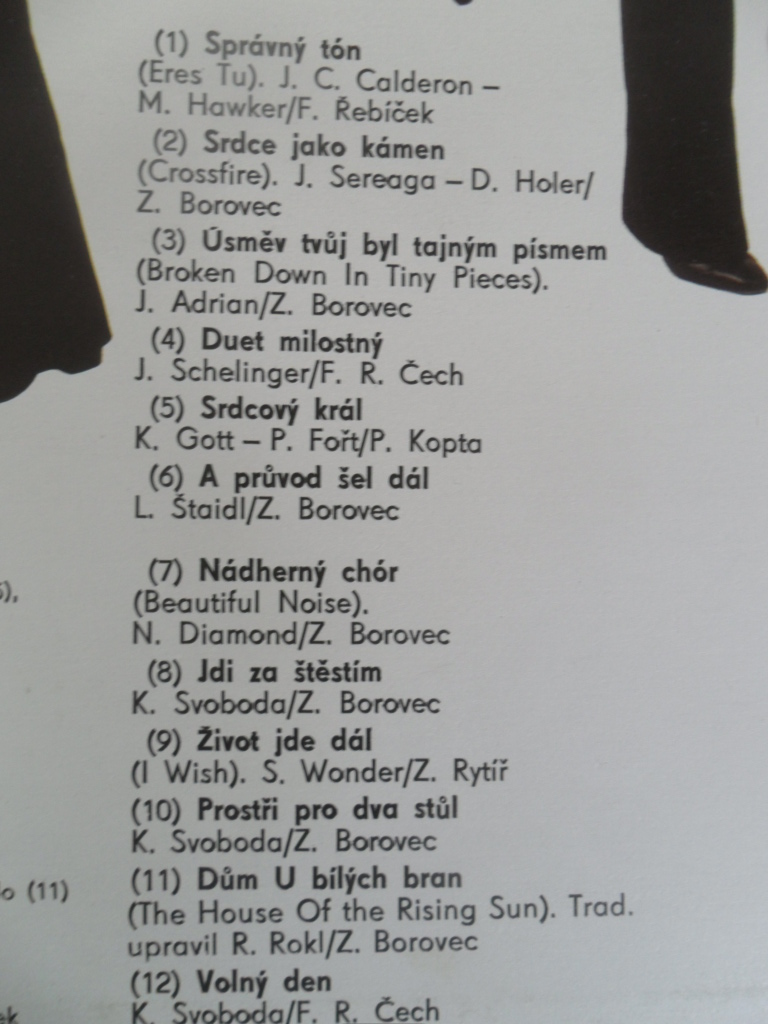 (1) Správný tón
(Eres Tu). J. C. Calderon –
M. Hawker/F. Řebíček
(2) Srdce jako kámen
(Crossfire). J. Sereaga – D. Holer/
Z. Borovec
(3) Úsměv tvůj byl tajným písmem
(Broken Down In Tiny Pieces).
J. Adrian/Z. Borovec
(4) Duet milostný
J. Schelinger/F. R. Čech
(5) Srdcový král
K. Gott – P. Fořt/P. Kopta
(6) A průvod šel dál
L. Štaidl/Z. Borovec
(7) Nádherný chór
(Beautiful Noise).
N. Diamond/Z. Borovec
(8) Jdi za štěstím
K. Svoboda/Z. Borovec
(9) Život jde dál
(I Wish). S. Wonder/Z. Rytíř
(10) Prostři pro dva stůl
K. Svoboda/Z. Borovec
(11) Dům U bílých bran
(The House Of the Rising Sun). Trad.
upravil R. Rokl/Z. Borovec
(12) Volný den
K. Svoboda/F. R. Čech
(11)